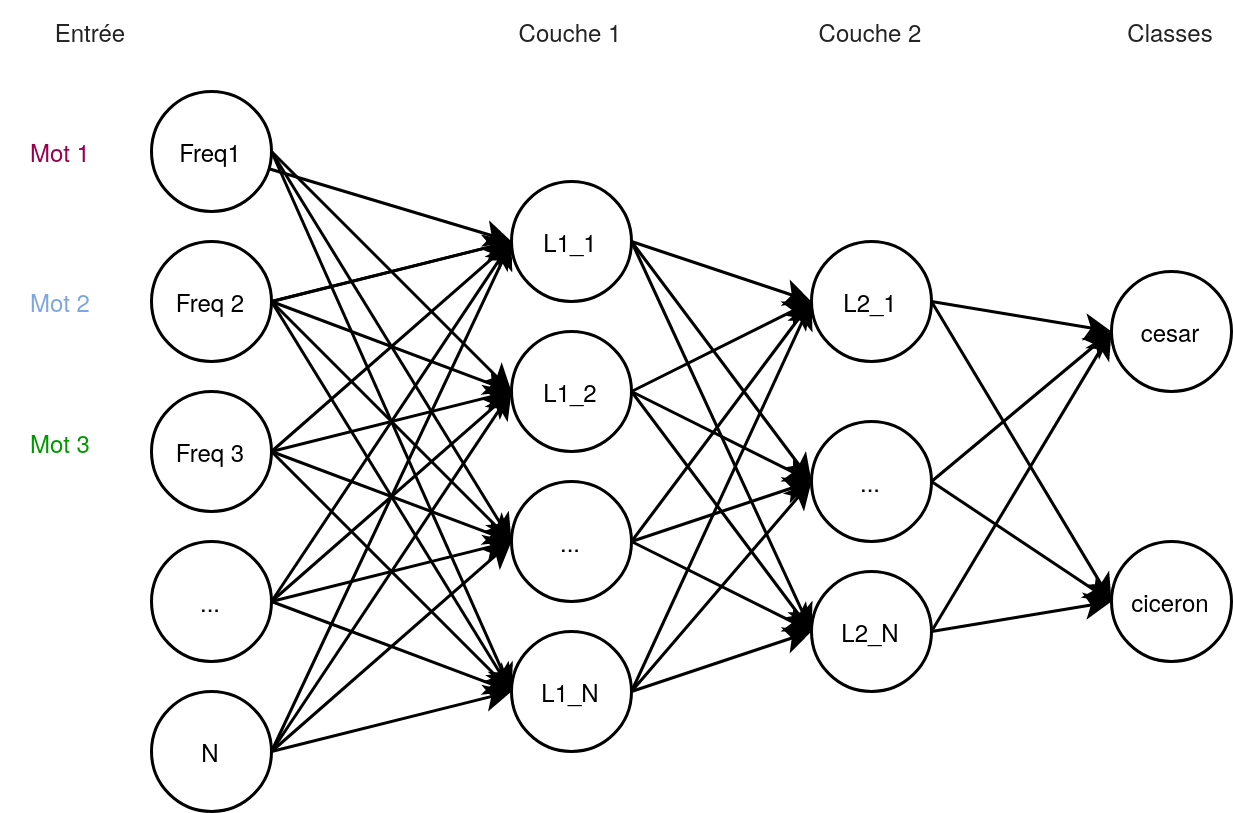 Entrée
Couche 1
Couche 2
Classes
Mot 1
Freq1
Mot 2
Freq 2
Mot 3
Freq 3
...
N
L1_1
L1_2
...
L1_N
L2_1
...
L2_N
cesar
ciceron